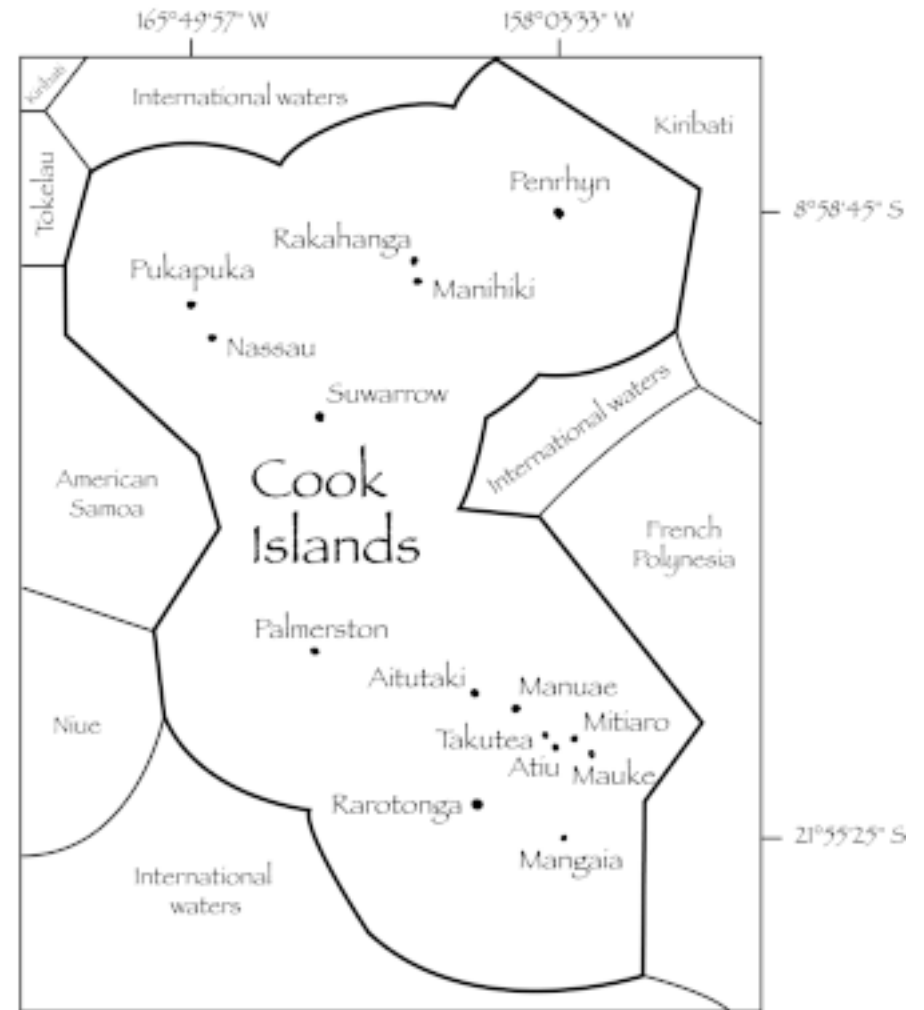 165°49'57" W
158°03'33" W
Kiribati
International waters
Kiribati
Tokelau
Penrhyn
8°58'45" S
Rakahanga
Pukapuka
Manihiki
Nassau
Suwarrow
International waters
Cook
Islands
American
Samoa
French
Polynesia
Palmerston
Aitutaki
Manuae
Niue
Mitiaro
Takutea
Atiu
Mauke
Rarotonga
21°55'25" S
Mangaia
International
waters